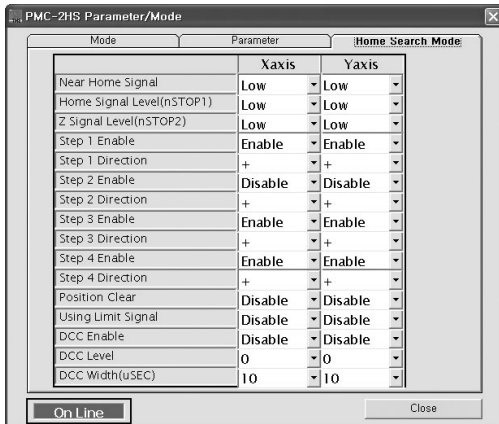 PMC-2HS Parameter/Mode
Mode Parameter Home Search Mode
Xaxis Yaxis
Near Home Signal Low Low
Home Signal Level(nSTOP1) Low Low
Z Signal Level(nSTOP2) Low Low
Step 1 Enable Enable Enable
Step 1 Direction + +
Step 2 Enable Disable Disable
Step 2 Direction + +
Step 3 Enable Enable Enable
Step 3 Direction + +
Step 4 Enable Enable Enable
Step 4 Direction + +
Position Clear Disable Disable
Using Limit Signal Disable Disable
DCC Enable Disable Disable
DCC Level 0 0
DCC Width(uSEC) 10 10
On Line Close